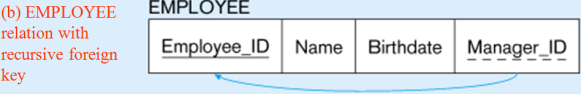 (b) EMPLOYEE
relation with
recursive foreign
key
EMPLOYEE
Employee_ID Name Birthdate Manager_ID